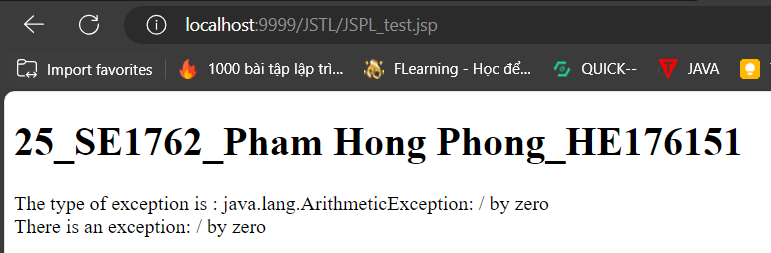 localhost:9999/JSTL/JSPL_test.jsp
Import favorites 1000 bài tập lập trì... FLearning - Học để... QUICK-- JAVA
25_SE1762_Pham Hong Phong_HE176151
The type of exception is : java.lang.ArithmeticException: / by zero
There is an exception: / by zero